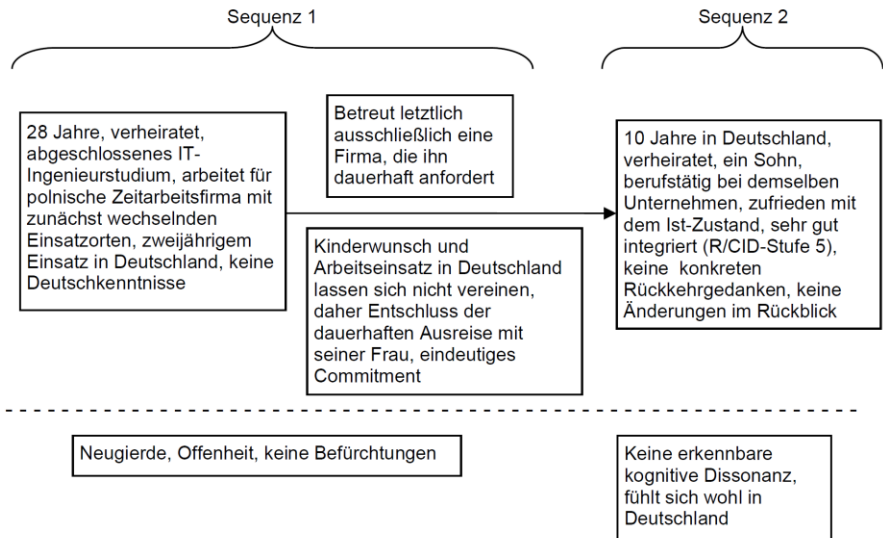 Sequenz 1
Sequenz 2
28 Jahre, verheiratet,
abgeschlossenes IT-
Ingenieurstudium, arbeitet für
polnische Zeitarbeitsfirma mit
zunächst wechselnden
Einsatzorten, zweijährigem
Einsatz in Deutschland, keine
Deutschkenntnisse
Betreut letztlich
ausschließlich eine
Firma, die ihn
dauerhaft anfordert
Kinderwunsch und
Arbeitseinsatz in Deutschland
lassen sich nicht vereinen,
daher Entschluss der
dauerhaften Ausreise mit
seiner Frau, eindeutiges
Commitment
10 Jahre in Deutschland,
verheiratet, ein Sohn,
berufstätig bei demselben
Unternehmen, zufrieden mit
dem Ist-Zustand, sehr gut
integriert (R/CID-Stufe 5),
keine konkreten
Rückkehrgedanken, keine
Änderungen im Rückblick
Neugierde, Offenheit, keine Befürchtungen
Keine erkennbare
kognitive Dissonanz,
fühlt sich wohl in
Deutschland